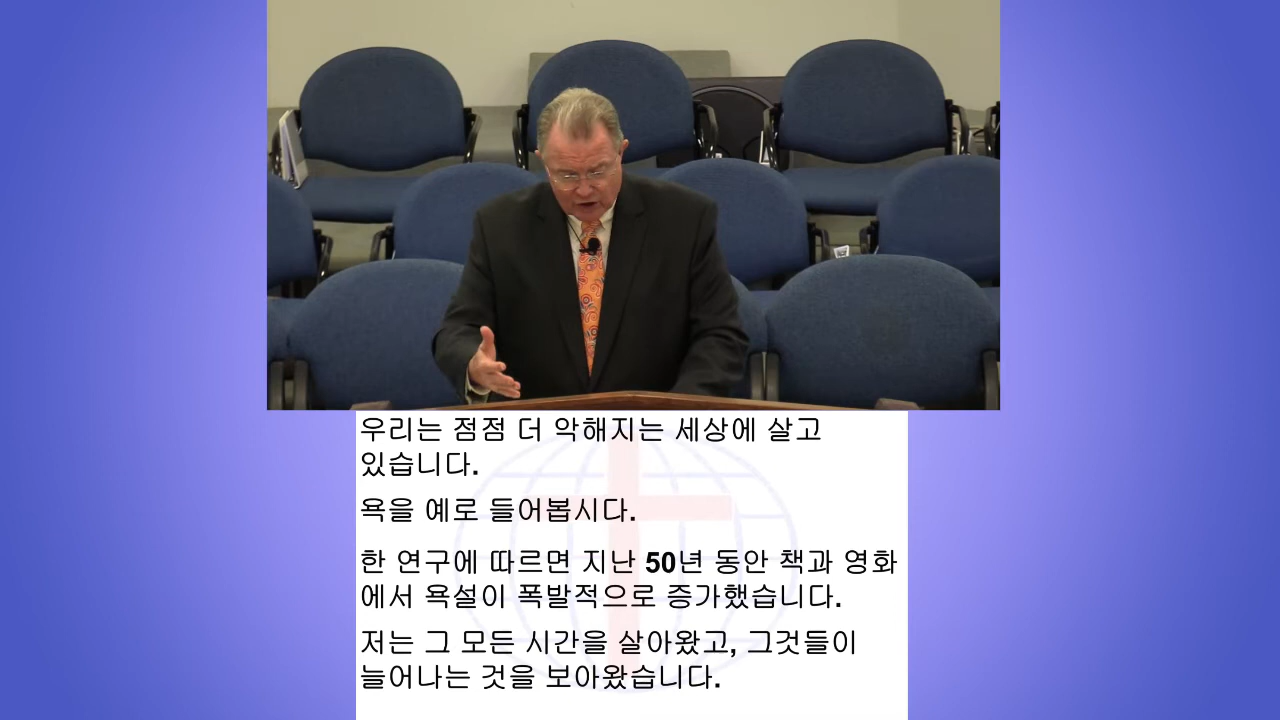 우리는 점점 더 악해지는 세상에 살고
있습니다.
욕을 예로 들어봅시다.
한 연구에 따르면 지난 50년 동안 책과 영화
에서 욕설이 폭발적으로 증가했습니다.
저는 그 모든 시간을 살아왔고, 그것들이
늘어나는 것을 보아왔습니다.